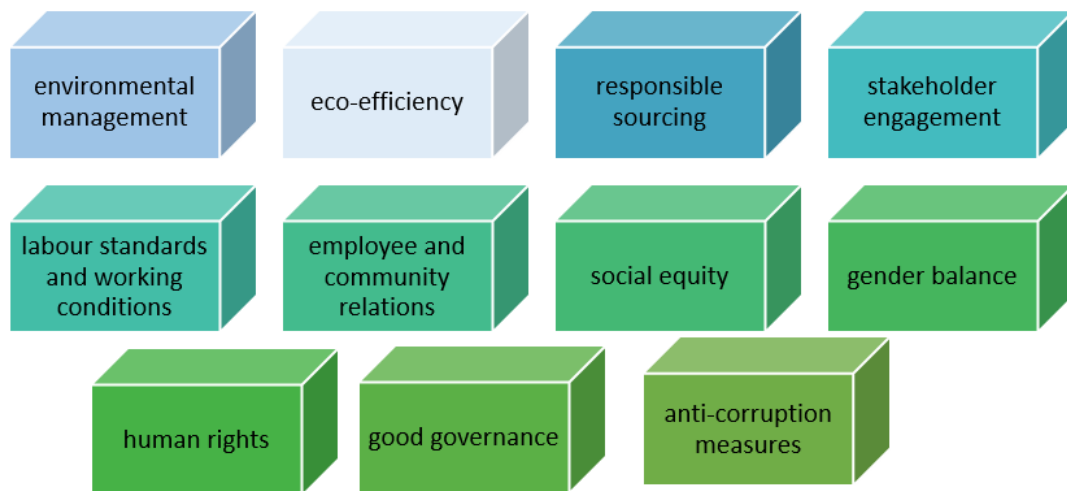 environmental
management
eco-efficiency
responsible
sourcing
stakeholder
engagement
labour standards
and working
conditions
employee and
community
relations
social equity
gender balance
human rights
good governance
anti-corruption
measures